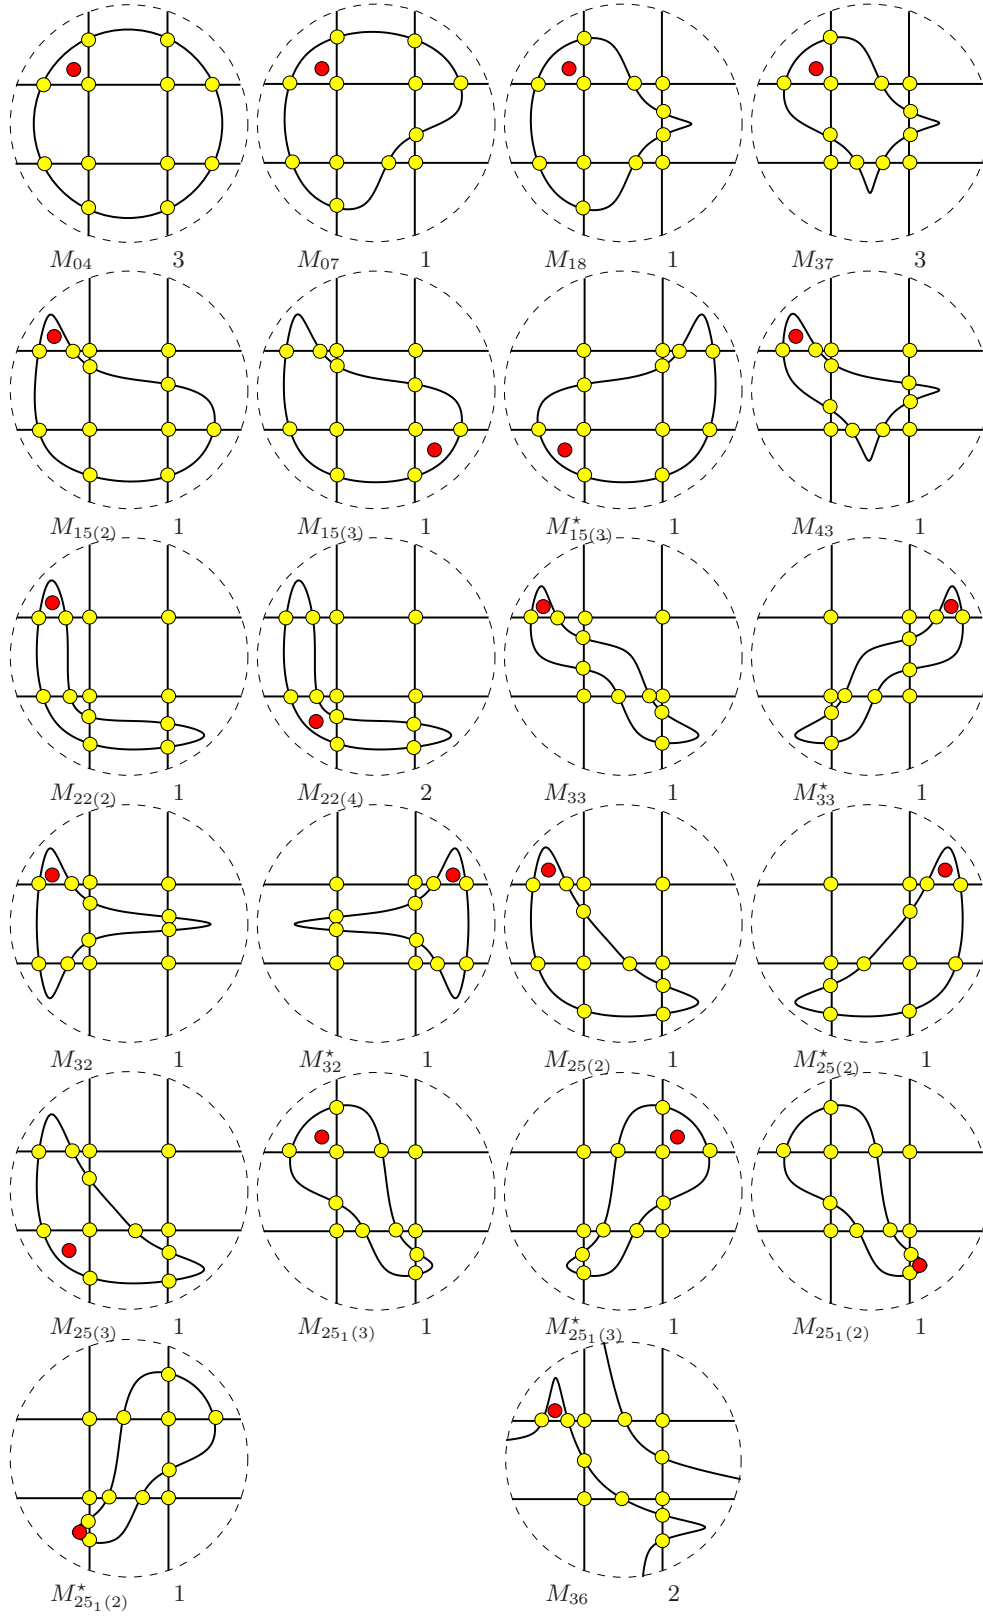 M₀₄ 3 M₀₇ 1 M₁₈ 1 M₃₇ 3
M₁₅₍₂₎ 1 M₁₅₍₃₎ 1 M⋆₁₅₍₃₎ 1 M₄₃ 1
M₂₂₍₂₎ 1 M₂₂₍₄₎ 2 M₃₃ 1 M⋆₃₃ 1
M₃₂ 1 M⋆₃₂ 1 M₂₅₍₂₎ 1 M⋆₂₅₍₂₎ 1
M₂₅₍₃₎ 1 M₂₅₁₍₃₎ 1 M⋆₂₅₁₍₃₎ 1 M₂₅₁₍₂₎ 1
M⋆₂₅₁₍₂₎ 1 M₃₆ 2